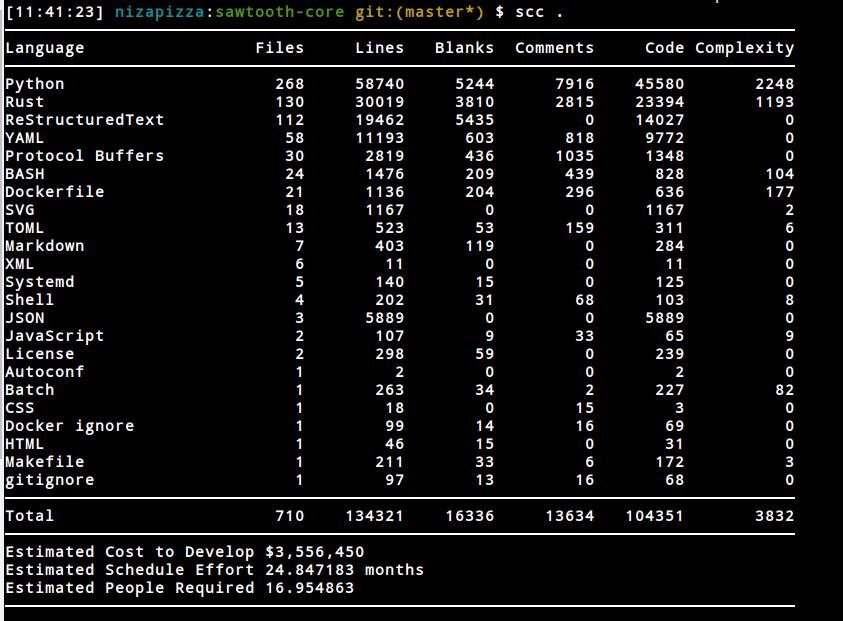 [11:41:23] nizapizza:sawtooth-core git:(master*) $ scc .
Language Files Lines Blanks Comments Code Complexity
Python 268 58740 5244 7916 45580 2248
Rust 130 30019 3810 2815 23394 1193
ReStructuredText 112 19462 5435 0 14027 0
YAML 58 11193 603 818 9772 0
Protocol Buffers 30 2819 436 1035 1348 0
BASH 24 1476 209 439 828 104
Dockerfile 21 1136 204 296 636 177
SVG 18 1167 0 0 1167 2
TOML 13 523 53 159 311 6
Markdown 7 403 119 0 284 0
XML 6 11 0 0 11 0
Systemd 5 140 15 0 125 0
Shell 4 202 31 68 103 8
JSON 3 5889 0 0 5889 0
JavaScript 2 107 9 33 65 9
License 2 298 59 0 239 0
Autoconf 1 2 0 0 2 0
Batch 1 263 34 2 227 82
CSS 1 18 0 15 3 0
Docker ignore 1 99 14 16 69 0
HTML 1 46 15 0 31 0
Makefile 1 211 33 6 172 3
gitignore 1 97 13 16 68 0
Total 710 134321 16336 13634 104351 3832
Estimated Cost to Develop $3,556,450
Estimated Schedule Effort 24.847183 months
Estimated People Required 16.954863